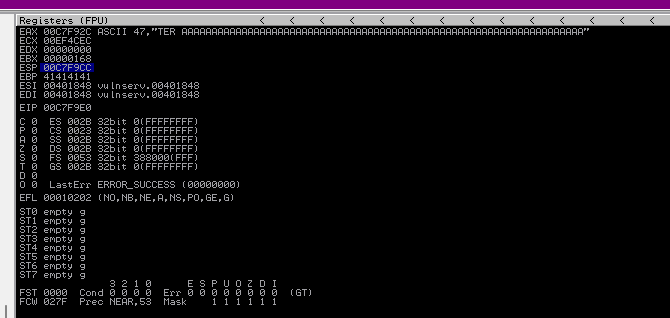 Registers (FPU) < < < < < < < < < < < < <
EAX 00C7F92C ASCII 47,"TER AAAAAAAAAAAAAAAAAAAAAAAAAAAAAAAAAAAAAAAAAAAAAAAAAAAAAAAAAAAAAAA"
ECX 00EF4CEC
EDX 00000000
EBX 00000168
ESP 00C7F9CC
EBP 41414141
ESI 00401848 vulnserv.00401848
EDI 00401848 vulnserv.00401848
EIP 00C7F9E0
C 0 ES 002B 32bit 0(FFFFFFFF)
P 0 CS 0023 32bit 0(FFFFFFFF)
A 0 SS 002B 32bit 0(FFFFFFFF)
Z 0 DS 002B 32bit 0(FFFFFFFF)
S 0 FS 0053 32bit 388000(FFF)
T 0 GS 002B 32bit 0(FFFFFFFF)
D 0
O 0 LastErr ERROR_SUCCESS (00000000)
EFL 00010202 (NO,NB,NE,A,NS,PO,GE,G)
ST0 empty g
ST1 empty g
ST2 empty g
ST3 empty g
ST4 empty g
ST5 empty g
ST6 empty g
ST7 empty g
3 2 1 0 E S P U O Z D I
FST 0000 Cond 0 0 0 0 Err 0 0 0 0 0 0 0 0 (GT)
FCW 027F Prec NEAR,53 Mask 1 1 1 1 1 1